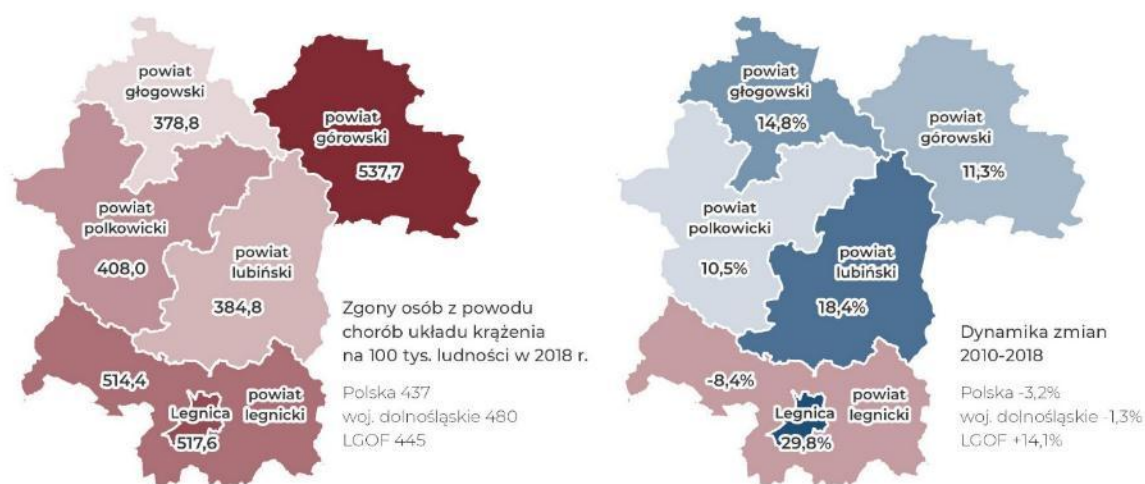 powiat
głogowski
378,8
powiat
górowski
537,7
powiat
polkowicki
408,0
powiat
lubiński
384,8
514,4
powiat
legnicki
Legnica
517,6
Zgony osób z powodu
chorób układu krążenia
na 100 tys. ludności w 2018 r.
Polska 437
woj. dolnośląskie 480
LGOF 445
powiat
głogowski
14,8%
powiat
górowski
11,3%
powiat
polkowicki
10,5%
powiat
lubiński
18,4%
-8,4%
powiat
legnicki
Legnica
29,8%
Dynamika zmian
2010-2018
Polska -3,2%
woj. dolnośląskie -1,3%
LGOF +14,1%